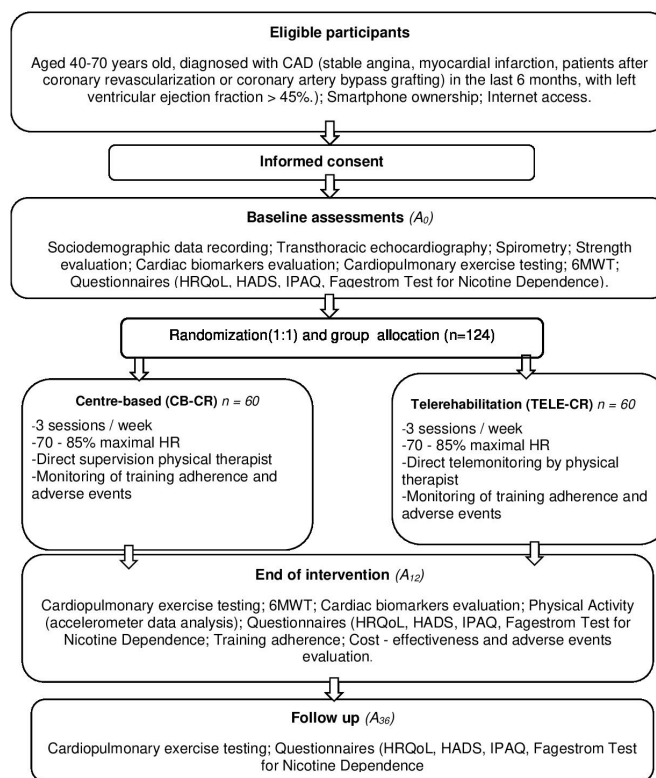 Eligible participants
Aged 40-70 years old, diagnosed with CAD (stable angina, myocardial infarction, patients after
coronary revascularization or coronary artery bypass grafting) in the last 6 months, with left
ventricular ejection fraction > 45%.); Smartphone ownership; Internet access.
Informed consent
Baseline assessments (A0)
Sociodemographic data recording; Transthoracic echocardiography; Spirometry; Strength
evaluation; Cardiac biomarkers evaluation; Cardiopulmonary exercise testing; 6MWT;
Questionnaires (HRQoL, HADS, IPAQ, Fagestrom Test for Nicotine Dependence).
Randomization(1:1) and group allocation (n=124)
Centre-based (CB-CR) n = 60
-3 sessions / week
-70 - 85% maximal HR
-Direct supervision physical therapist
-Monitoring of training adherence and
adverse events
Telerehabilitation (TELE-CR) n = 60
-3 sessions / week
-70 - 85% maximal HR
-Direct telemonitoring by physical
therapist
-Monitoring of training adherence and
adverse events
End of intervention (A12)
Cardiopulmonary exercise testing; 6MWT; Cardiac biomarkers evaluation; Physical Activity
(accelerometer data analysis); Questionnaires (HRQoL, HADS, IPAQ, Fagestrom Test for
Nicotine Dependence; Training adherence; Cost - effectiveness and adverse events
evaluation.
Follow up (A36)
Cardiopulmonary exercise testing; Questionnaires (HRQoL, HADS, IPAQ, Fagestrom Test
for Nicotine Dependence